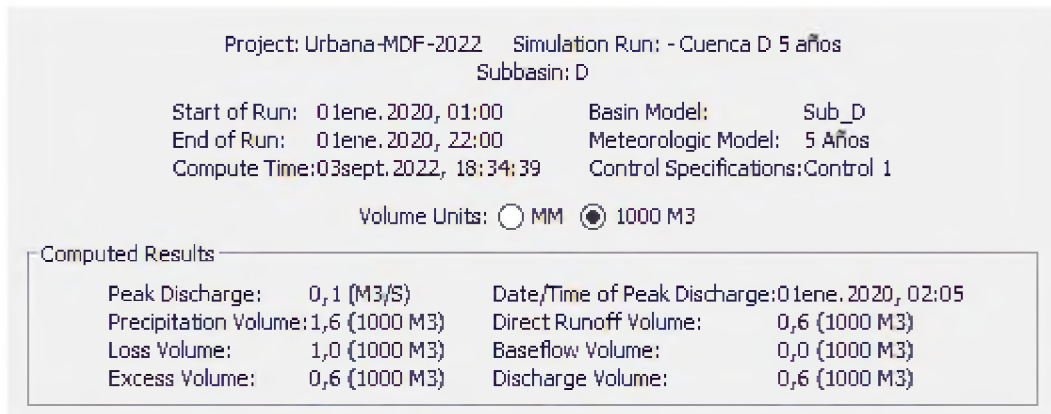 Project: Urbana-MDF-2022 Simulation Run: - Cuenca D 5 años
Subbasin: D
Start of Run: 01ene.2020, 01:00 Basin Model: Sub_D
End of Run: 01ene.2020, 22:00 Meteorologic Model: 5 Años
Compute Time:03sept.2022, 18:34:39 Control Specifications:Control 1
Volume Units: MM 1000 M3
Computed Results
Peak Discharge: 0,1 (M3/S) Date/Time of Peak Discharge:01ene.2020, 02:05
Precipitation Volume:1,6 (1000 M3) Direct Runoff Volume: 0,6 (1000 M3)
Loss Volume: 1,0 (1000 M3) Baseflow Volume: 0,0 (1000 M3)
Excess Volume: 0,6 (1000 M3) Discharge Volume: 0,6 (1000 M3)